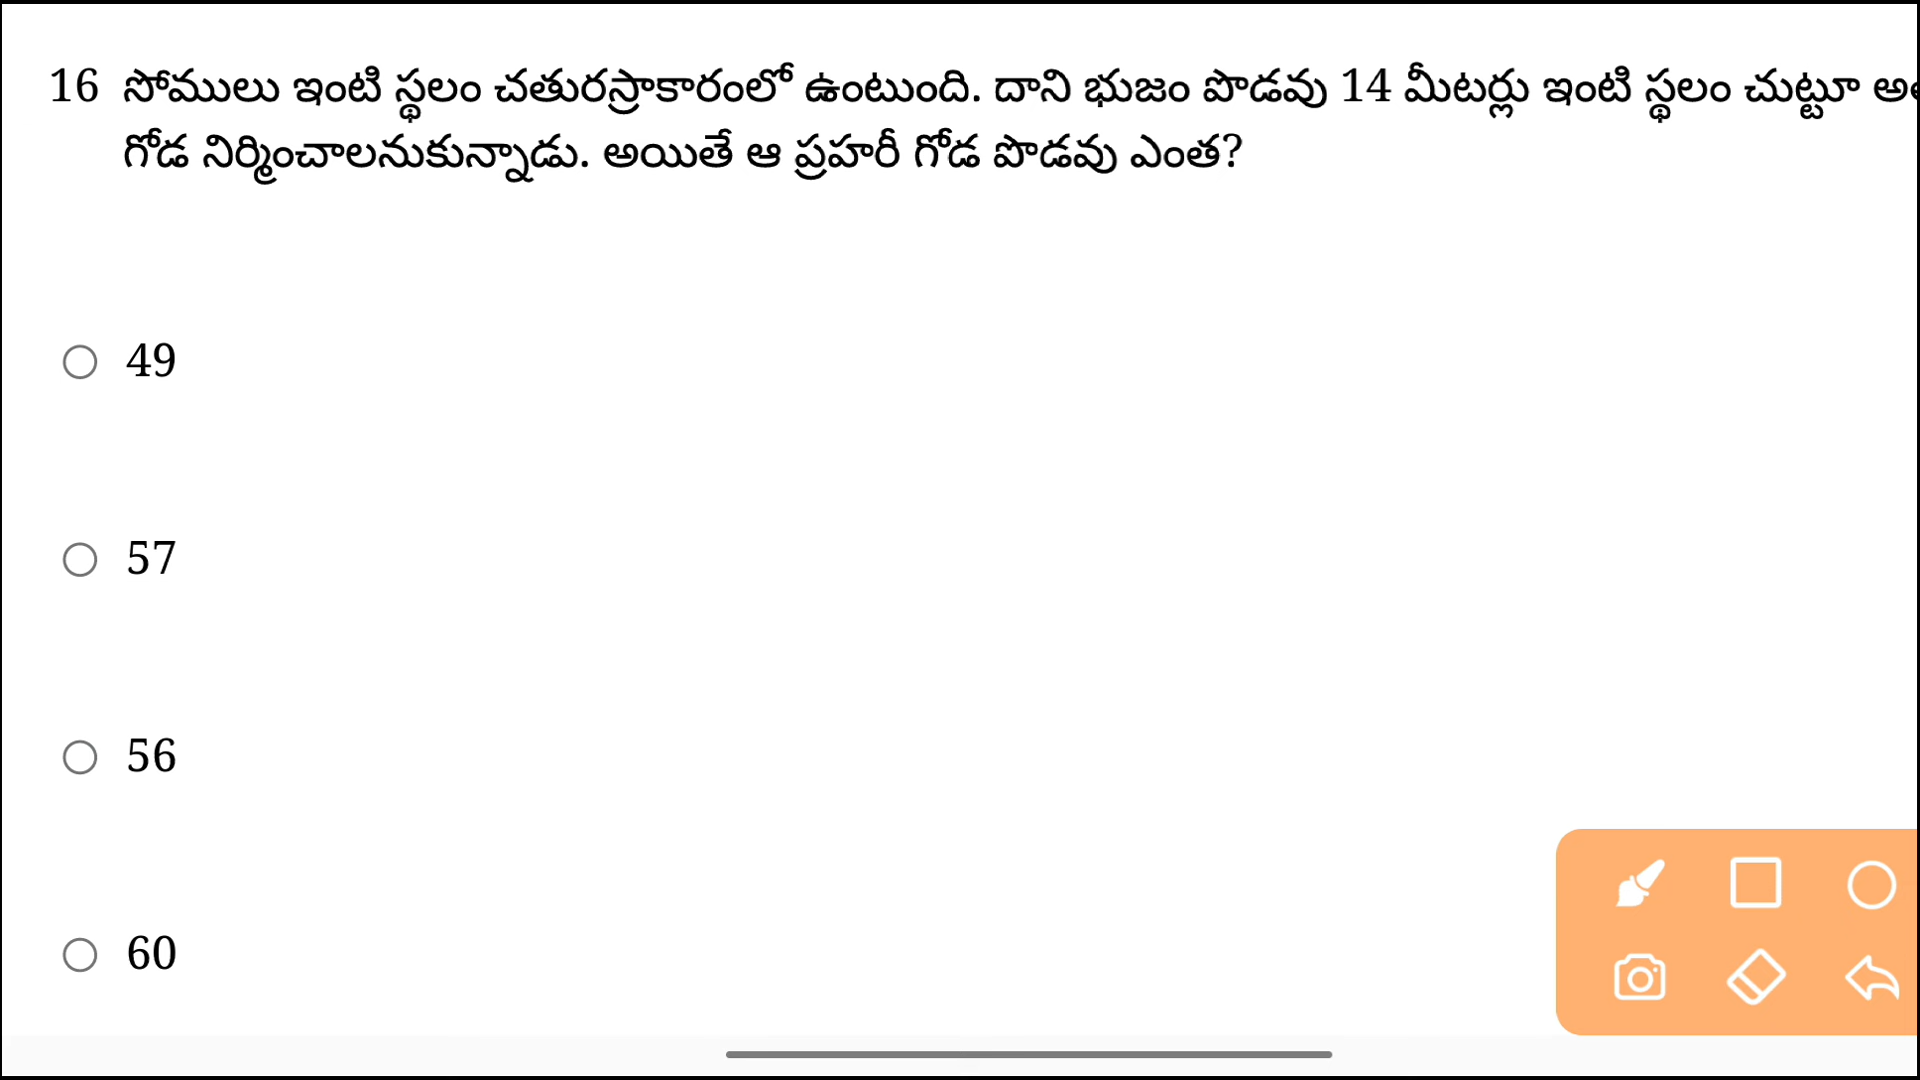 16 సోములు ఇంటి స్థలం చతురస్రాకారంలో ఉంటుంది. దాని భుజం పొడవు 14 మీటర్లు ఇంటి స్థలం చుట్టూ
గోడ నిర్మించాలనుకున్నాడు. అయితే ఆ ప్రహరీ గోడ పొడవు ఎంత?
49
57
56
60